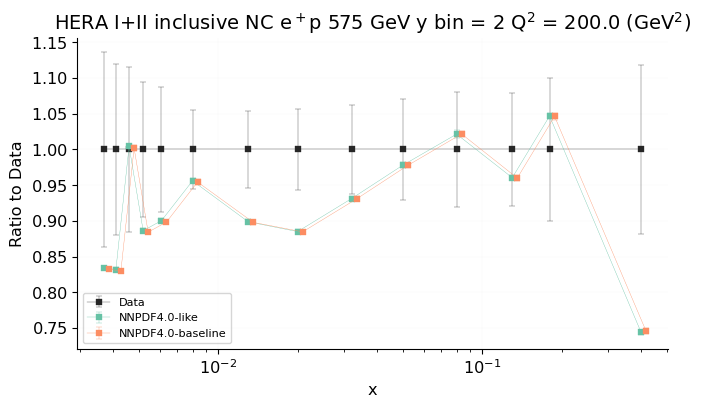 HERA I+II inclusive NC e⁺p 575 GeV y bin = 2 Q² = 200.0 (GeV²)
Ratio to Data
1.15
1.10
1.05
1.00
0.95
0.90
0.85
0.80
0.75
Data
NNPDF4.0-like
NNPDF4.0-baseline
10⁻² 10⁻¹
x